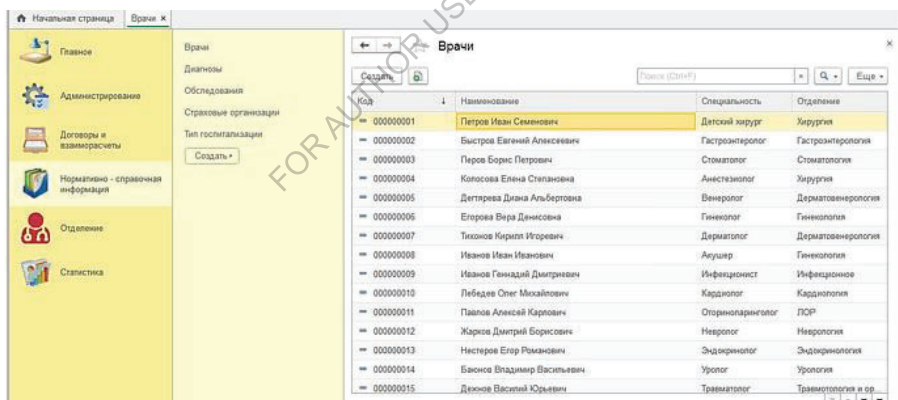 Начальная страница Врачи ×
Главное
Администрирование
Договоры и
взаиморасчеты
Нормативно - справочная
информация
Отделение
Статистика
Врачи
Диагнозы
Обследования
Страховые организации
Тип госпитализации
Создать
Врачи ×
Создать Поиск (Ctrl+F) × Еще
Код ↓ Наименование Специальность Отделение
000000001 Петров Иван Семенович Детский хирург Хирургия
000000002 Быстров Евгений Алексеевич Гастроэнтеролог Гастроэнтерология
000000003 Перов Борис Петрович Стоматолог Стоматология
000000004 Колосова Елена Степановна Анестезиолог Хирургия
000000005 Дегтярева Диана Альбертовна Венеролог Дерматовенерология
000000006 Егорова Вера Денисовна Гинеколог Гинекология
000000007 Тихонов Кирилл Игоревич Дерматолог Дерматовенерология
000000008 Иванов Иван Иванович Акушер Гинекология
000000009 Иванов Геннадий Дмитриевич Инфекционист Инфекционное
000000010 Лебедев Олег Михайлович Кардиолог Кардиология
000000011 Павлов Алексей Карлович Оториноларинголог ЛОР
000000012 Жарков Дмитрий Борисович Невролог Неврология
000000013 Нестеров Егор Романович Эндокринолог Эндокринология
000000014 Баюнов Владимир Васильевич Уролог Урология
000000015 Дежнов Василий Юрьевич Травматолог Травмотология и ор...
FOR AUTHOR USE